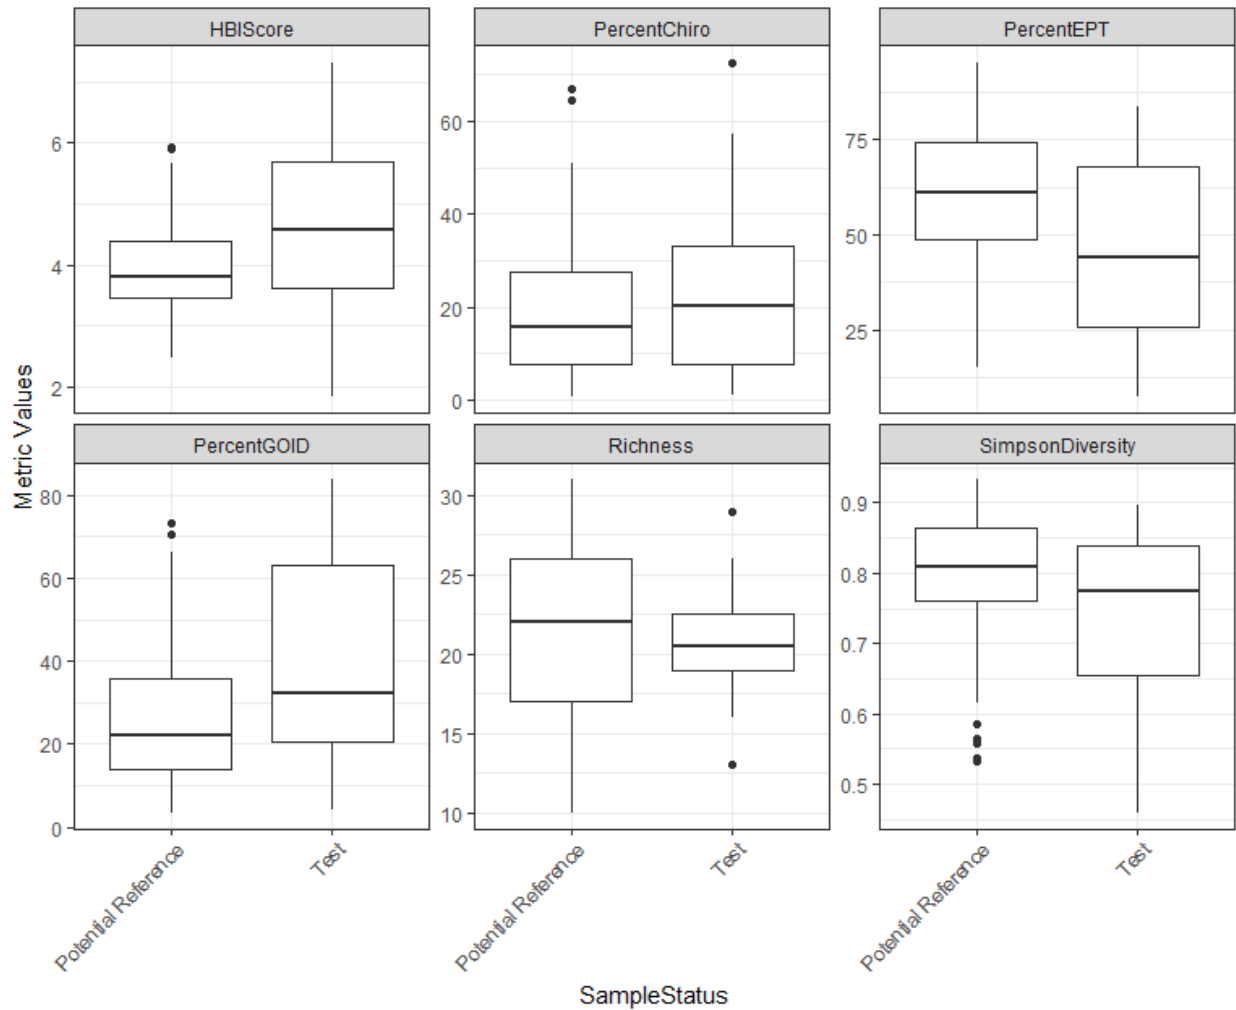 HBIScore
PercentChiro
PercentEPT
6
4
2
60
40
20
0
75
50
25
Metric Values
PercentGOID
Richness
SimpsonDiversity
80
60
40
20
0
30
25
20
15
10
0.9
0.8
0.7
0.6
0.5
Potential Reference
Test
Potential Reference
Test
Potential Reference
Test
SampleStatus